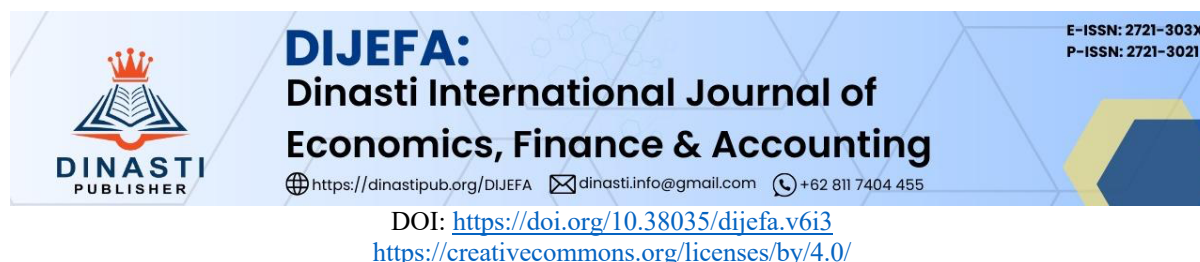 DINASTI
PUBLISHER
DIJEFA:
Dinasti International Journal of
Economics, Finance & Accounting
https://dinastipub.org/DIJEFA dinasti.info@gmail.com +62 811 7404 455
E-ISSN: 2721-303X
P-ISSN: 2721-3021
DOI: https://doi.org/10.38035/dijefa.v6i3
https://creativecommons.org/licenses/by/4.0/